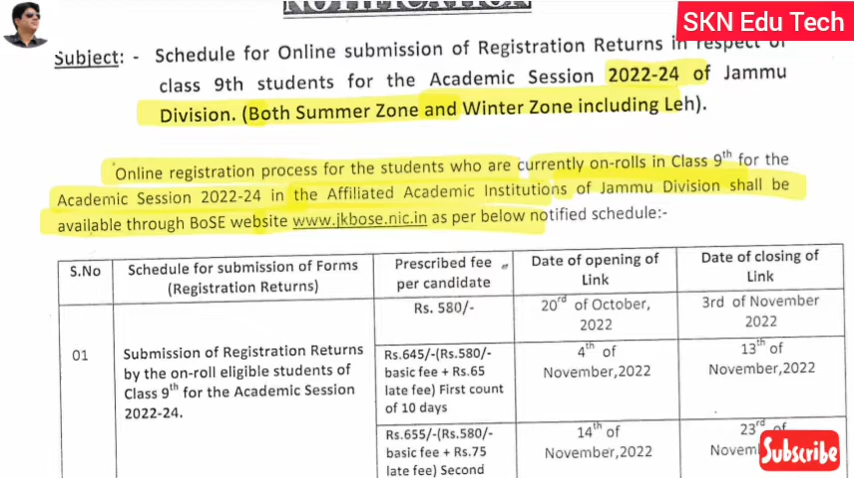 NOTIFICATION
SKN Edu Tech
Subject: - Schedule for Online submission of Registration Returns in respect of
class 9th students for the Academic Session 2022-24 of Jammu
Division. (Both Summer Zone and Winter Zone including Leh).
Online registration process for the students who are currently on-rolls in Class 9th for the
Academic Session 2022-24 in the Affiliated Academic Institutions of Jammu Division shall be
available through BoSE website www.jkbose.nic.in as per below notified schedule:-
S.No
Schedule for submission of Forms
(Registration Returns)
Prescribed fee
per candidate
Date of opening of
Link
Date of closing of
Link
01
Submission of Registration Returns
by the on-roll eligible students of
Class 9th for the Academic Session
2022-24.
Rs. 580/-
20rd of October,
2022
3rd of November
2022
Rs.645/-(Rs.580/-
basic fee + Rs.65
late fee) First count
of 10 days
4th of
November,2022
13th of
November,2022
Rs.655/-(Rs.580/-
basic fee + Rs.75
late fee) Second
14th of
November,2022
23rd of
Subscribe